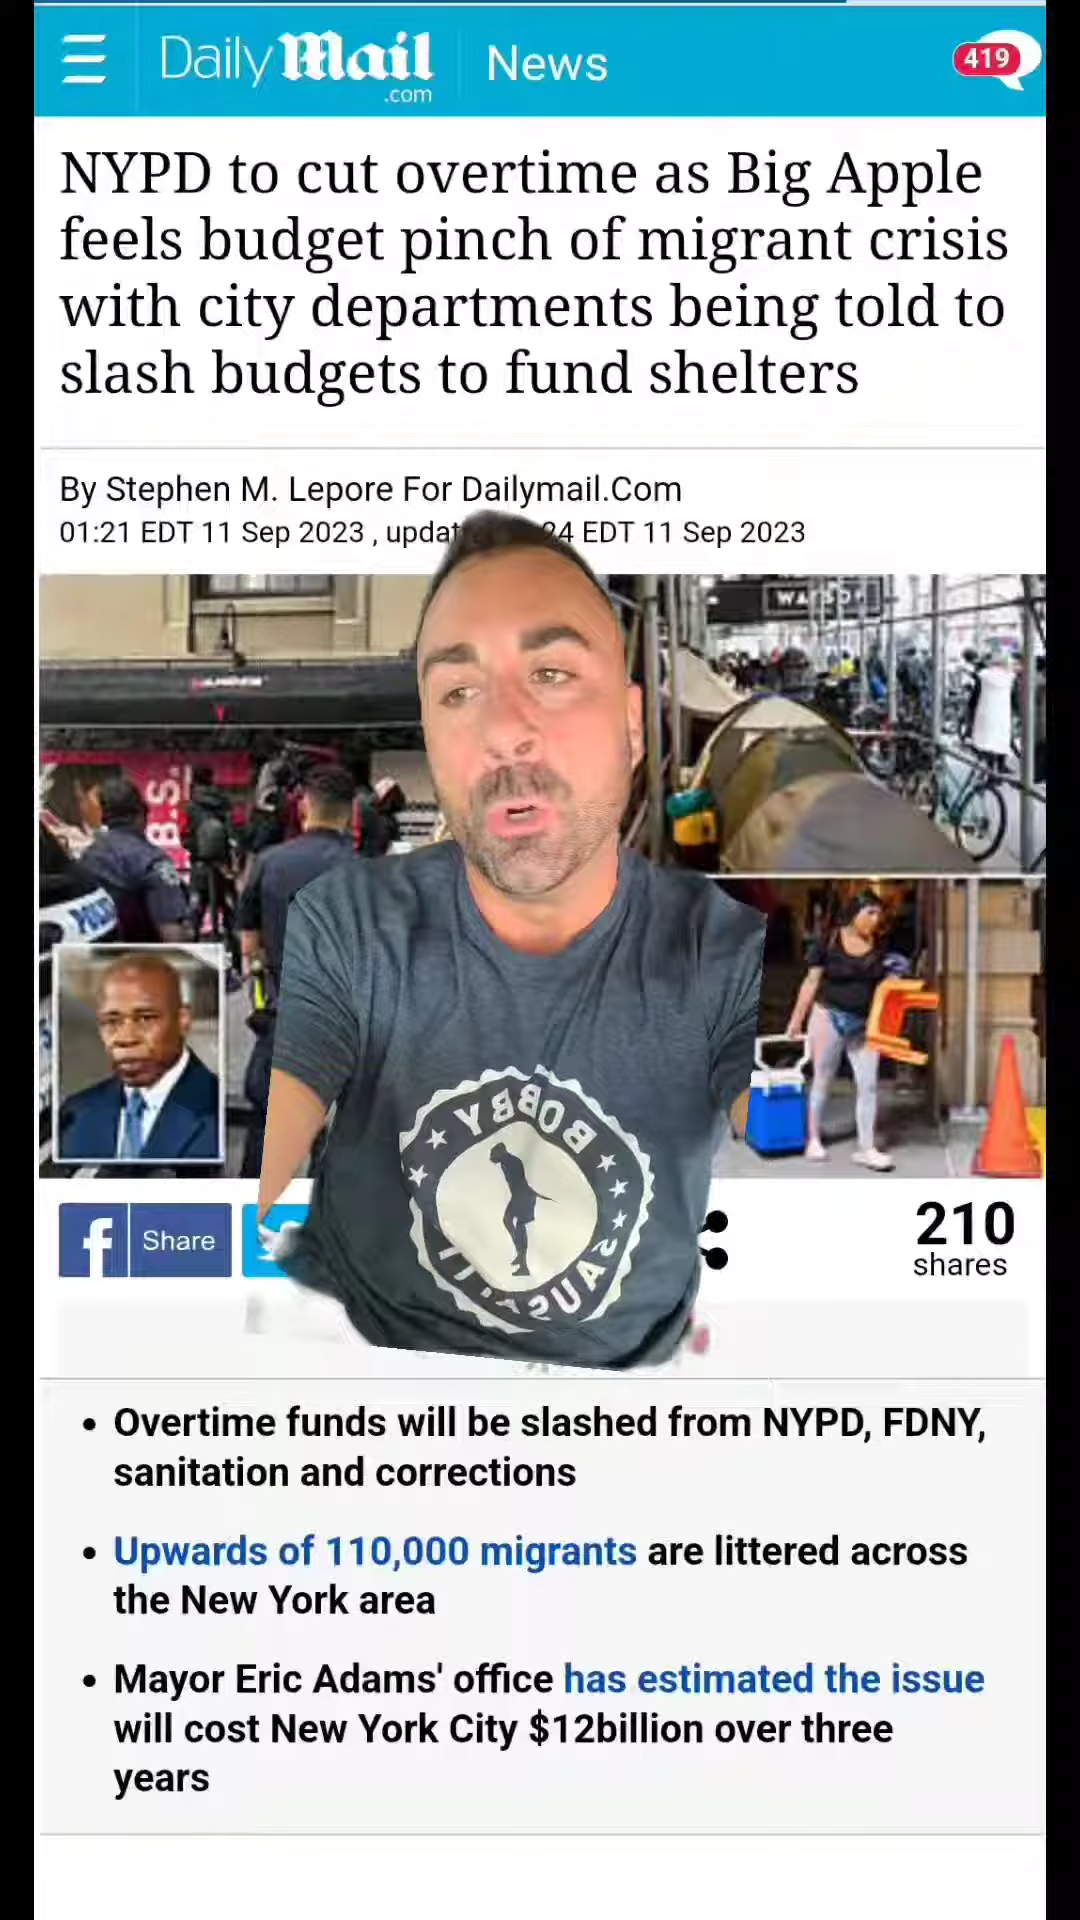 Daily Mail .com News 419
NYPD to cut overtime as Big Apple
feels budget pinch of migrant crisis
with city departments being told to
slash budgets to fund shelters
By Stephen M. Lepore For Dailymail.Com
01:21 EDT 11 Sep 2023 , 24 EDT 11 Sep 2023
POLICE
BOBBY
SAUS
Share
210
shares
• Overtime funds will be slashed from NYPD, FDNY,
sanitation and corrections
• Upwards of 110,000 migrants are littered across
the New York area
• Mayor Eric Adams' office has estimated the issue
will cost New York City $12billion over three
years